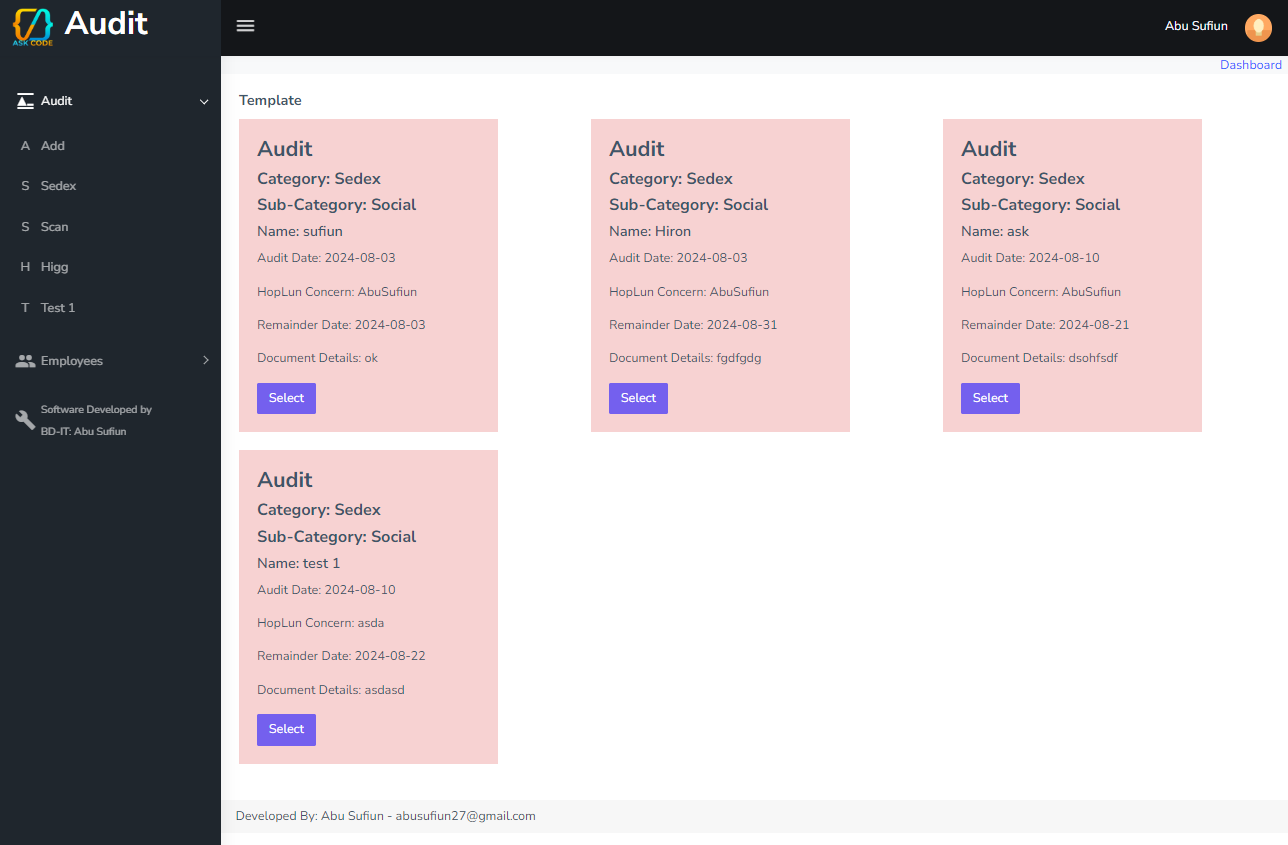 ASK CODE
Audit
Abu Sufiun
Dashboard
Audit
A Add
S Sedex
S Scan
H Higg
T Test 1
Employees
Software Developed by
BD-IT: Abu Sufiun
Template
Audit
Category: Sedex
Sub-Category: Social
Name: sufiun
Audit Date: 2024-08-03
HopLun Concern: AbuSufiun
Remainder Date: 2024-08-03
Document Details: ok
Select
Audit
Category: Sedex
Sub-Category: Social
Name: Hiron
Audit Date: 2024-08-03
HopLun Concern: AbuSufiun
Remainder Date: 2024-08-31
Document Details: fgdfgdg
Select
Audit
Category: Sedex
Sub-Category: Social
Name: ask
Audit Date: 2024-08-10
HopLun Concern: AbuSufiun
Remainder Date: 2024-08-21
Document Details: dsohfsdf
Select
Audit
Category: Sedex
Sub-Category: Social
Name: test 1
Audit Date: 2024-08-10
HopLun Concern: asda
Remainder Date: 2024-08-22
Document Details: asdasd
Select
Developed By: Abu Sufiun - abusufiun27@gmail.com